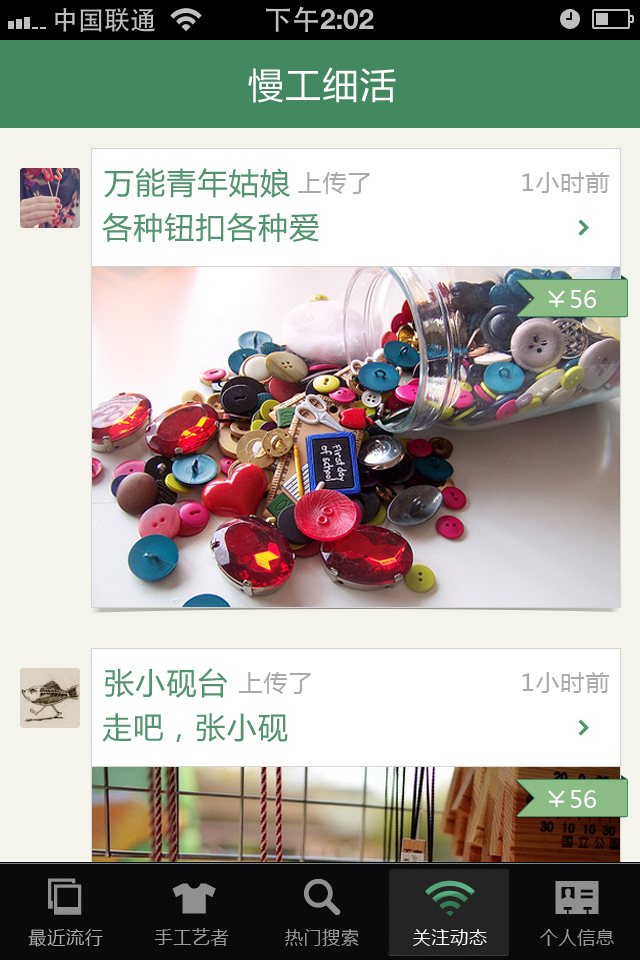 中国联通 下午2:02
慢工细活
万能青年姑娘 上传了 1小时前
各种钮扣各种爱
¥56
First day
of school
张小砚台 上传了 1小时前
走吧，张小砚
¥56
30 10 10 30
国立公
最近流行 手工艺者 热门搜索 关注动态 个人信息